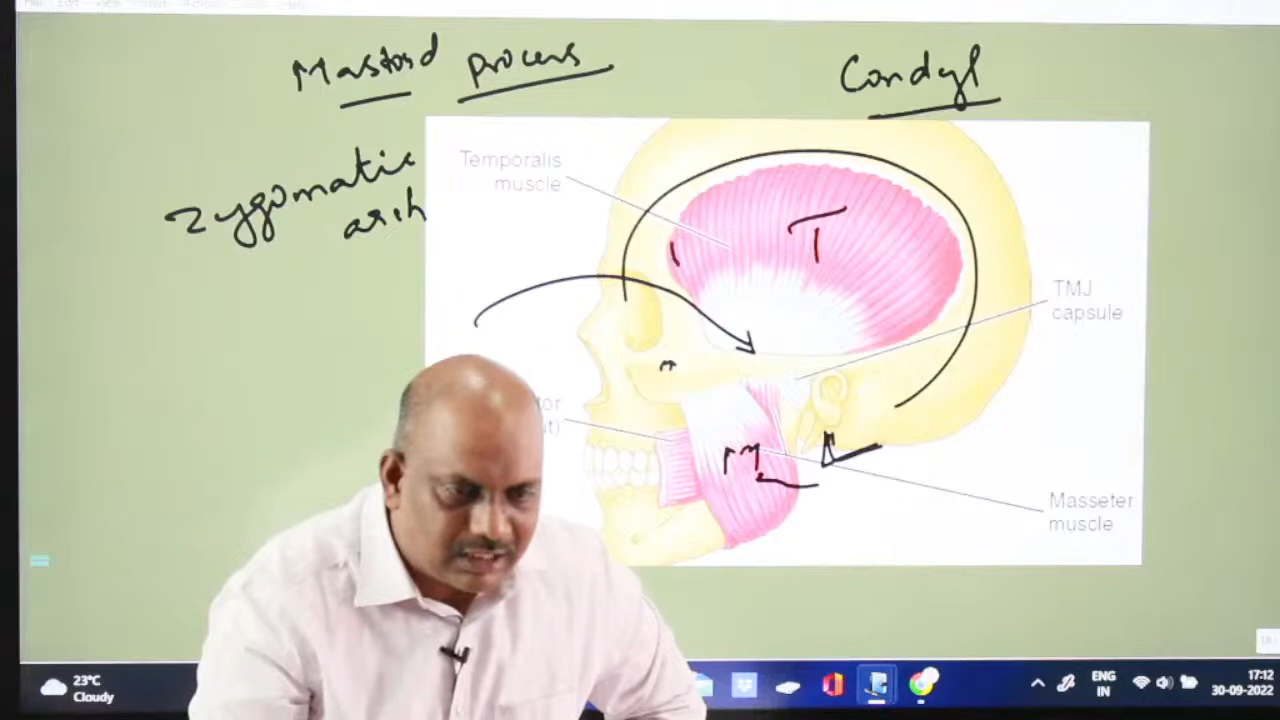 Mastoid process
Condyl
zygomatic
arch
Temporalis
muscle
T
TMJ
capsule
M
Masseter
muscle
23°C
Cloudy
ENG
IN
17:12
30-09-2022